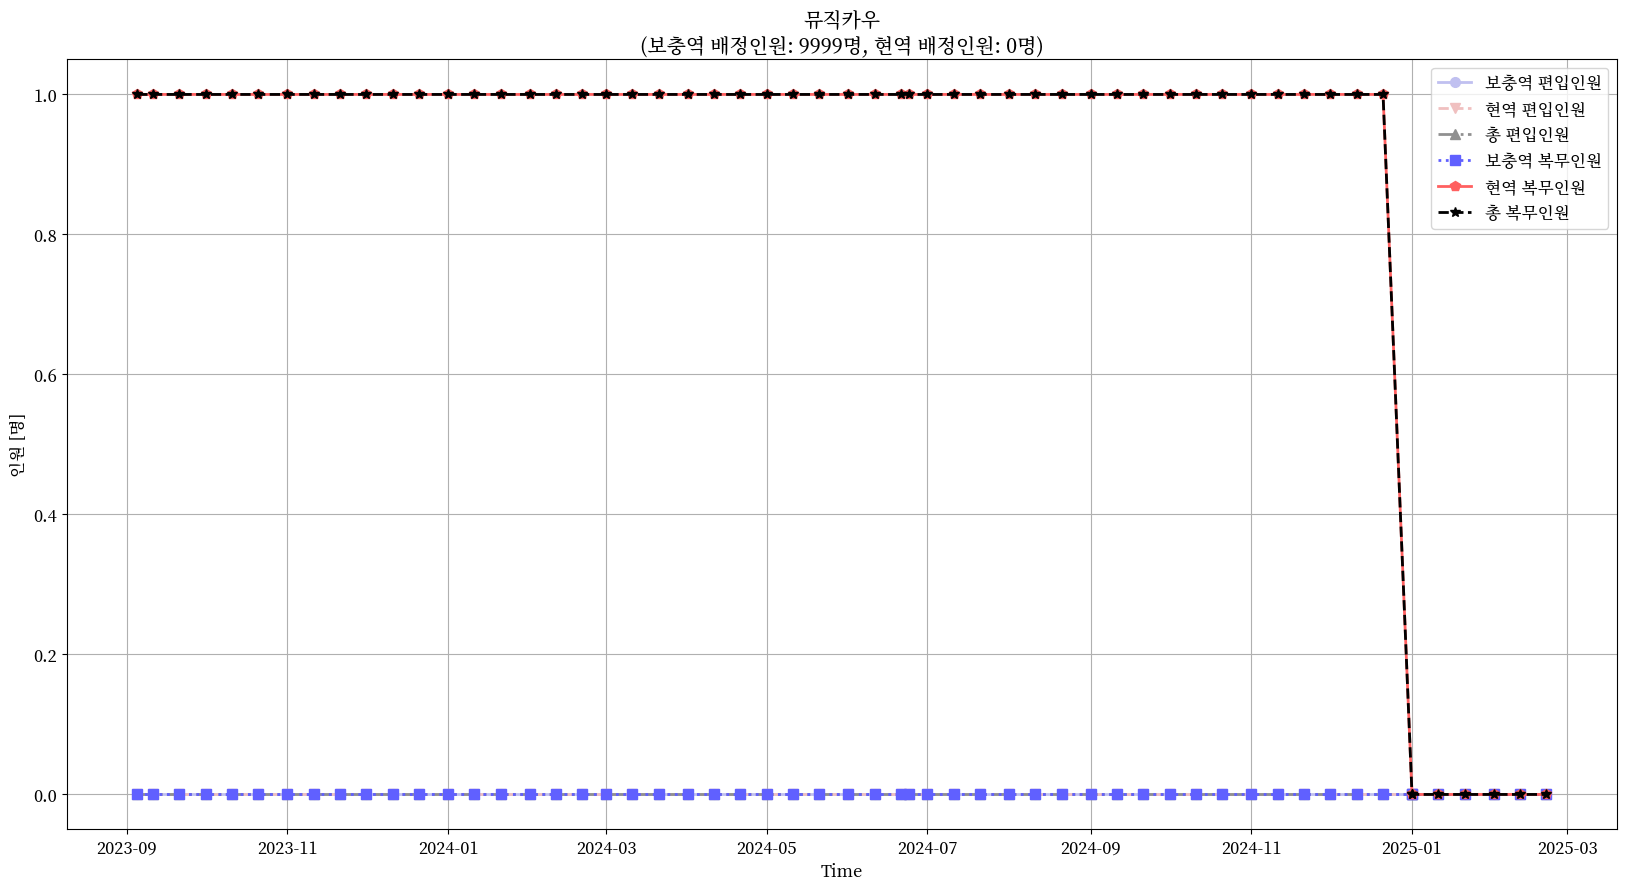 뮤직카우
(보충역 배정인원: 9999명, 현역 배정인원: 0명)
보충역 편입인원
현역 편입인원
총 편입인원
보충역 복무인원
현역 복무인원
총 복무인원
인원 [명]
1.0
0.8
0.6
0.4
0.2
0.0
2023-09
2023-11
2024-01
2024-03
2024-05
2024-07
2024-09
2024-11
2025-01
2025-03
Time